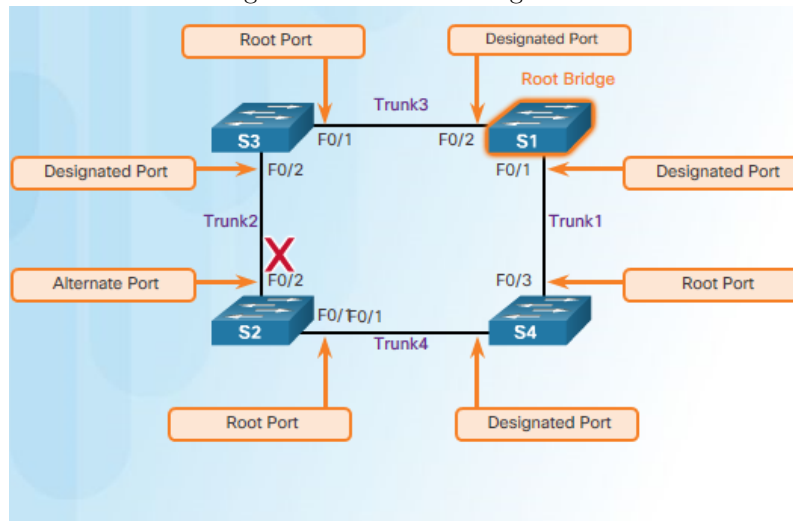 Root Port
Designated Port
Root Bridge
Trunk3
S3
F0/1
F0/2
S1
Designated Port
F0/2
F0/1
Designated Port
Trunk2
Trunk1
X
Alternate Port
F0/2
F0/3
Root Port
S2
F0/1
F0/1
S4
Trunk4
Root Port
Designated Port